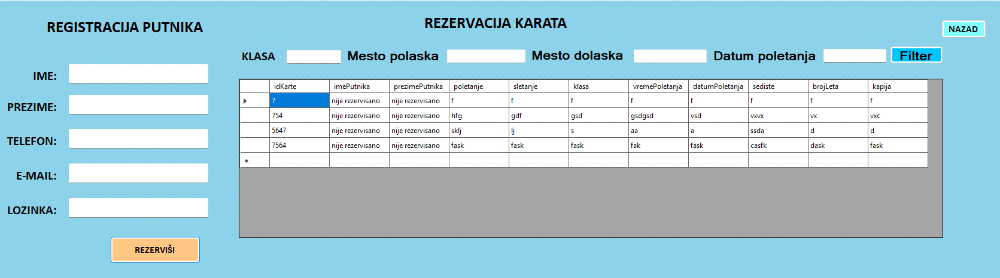 REGISTRACIJA PUTNIKA
REZERVACIJA KARATA
NAZAD
KLASA Mesto polaska Mesto dolaska Datum poletanja Filter
IME:
PREZIME:
TELEFON:
E-MAIL:
LOZINKA:
REZERVIŠI
idKarte imePutnika prezimePutnika poletanje sletanje klasa vremePoletanja datumPoletanja sediste brojLeta kapija
7 nije rezervisano nije rezervisano f f f f f f f f
754 nije rezervisano nije rezervisano hfg gdf gsd gsdgsd vsd vxvx vx vxc
5647 nije rezervisano nije rezervisano sklj lj s aa a ssda d d
7564 nije rezervisano nije rezervisano fask fask fask fak fask casfk dask fask